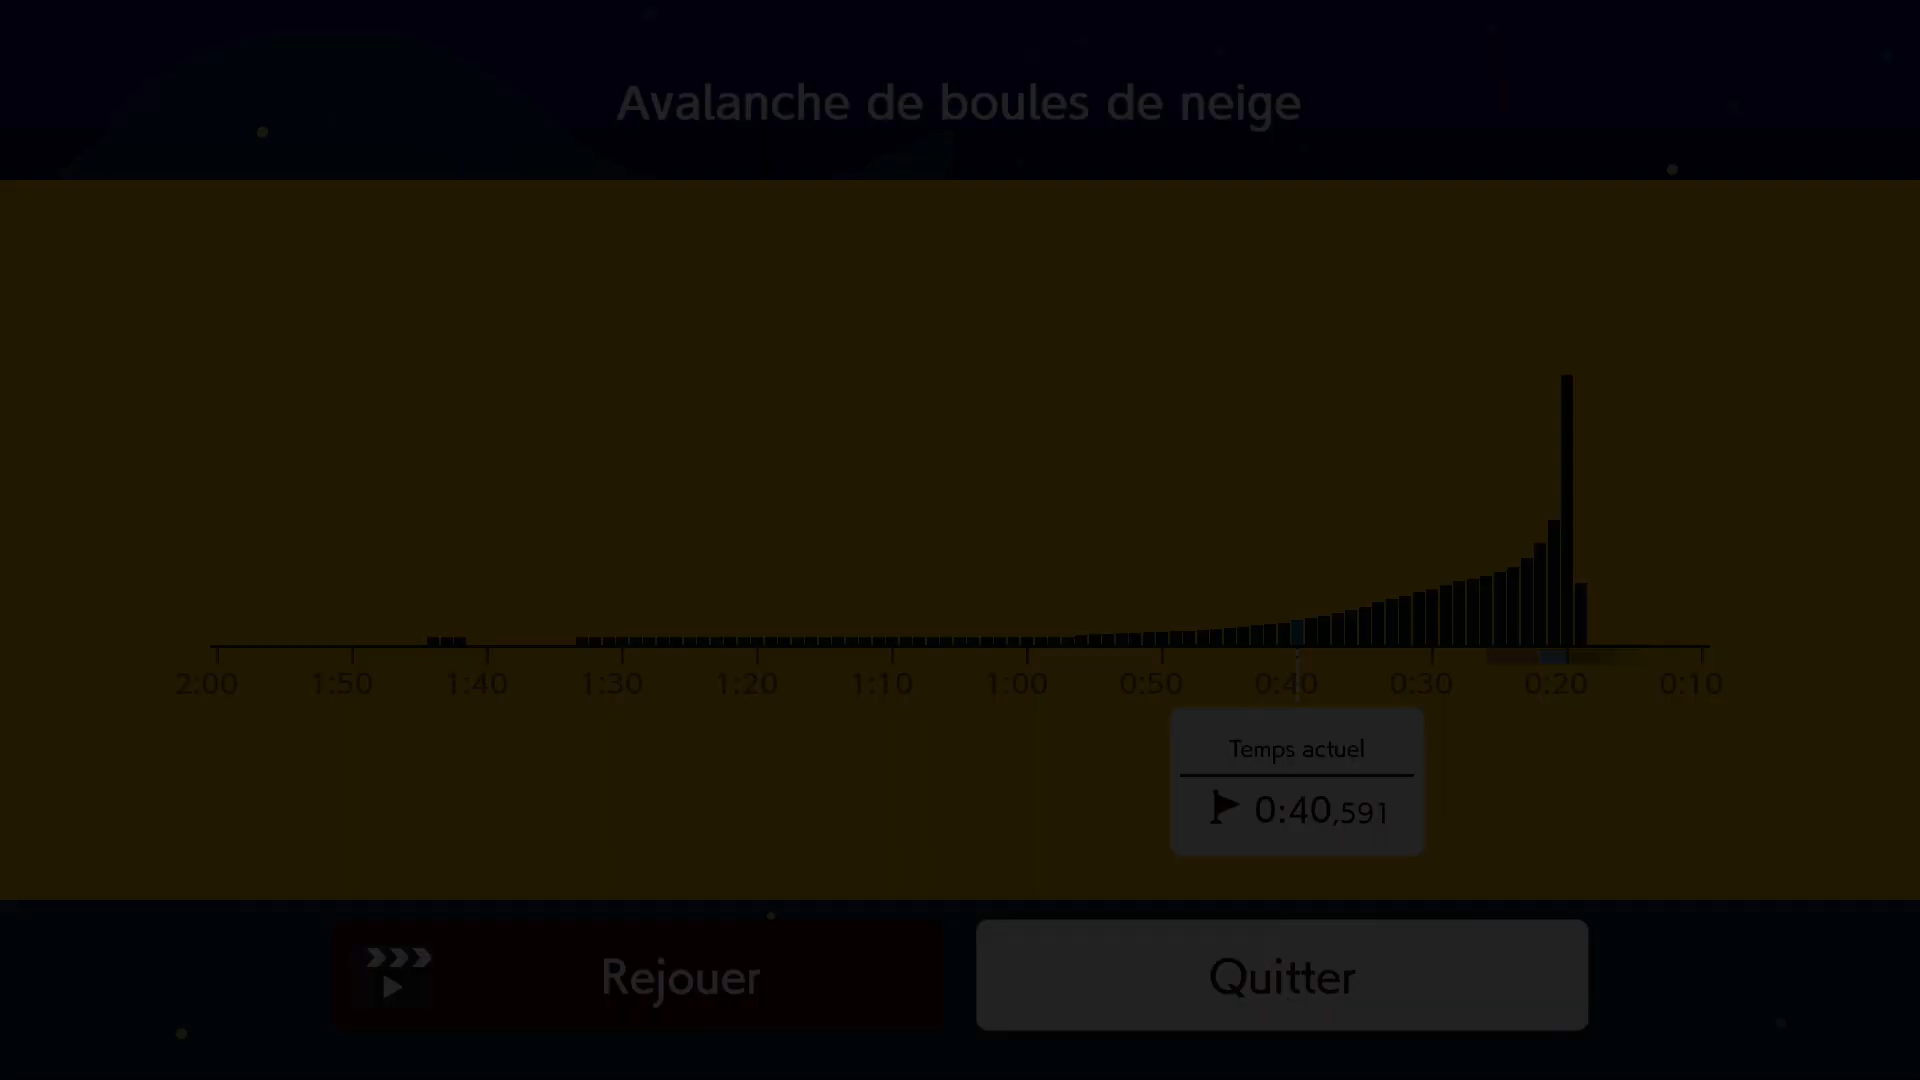 Avalanche de boules de neige
2:00 1:50 1:40 1:30 1:20 1:10 1:00 0:50 0:40 0:30 0:20 0:10
Temps actuel
0:40,591
Rejouer
Quitter